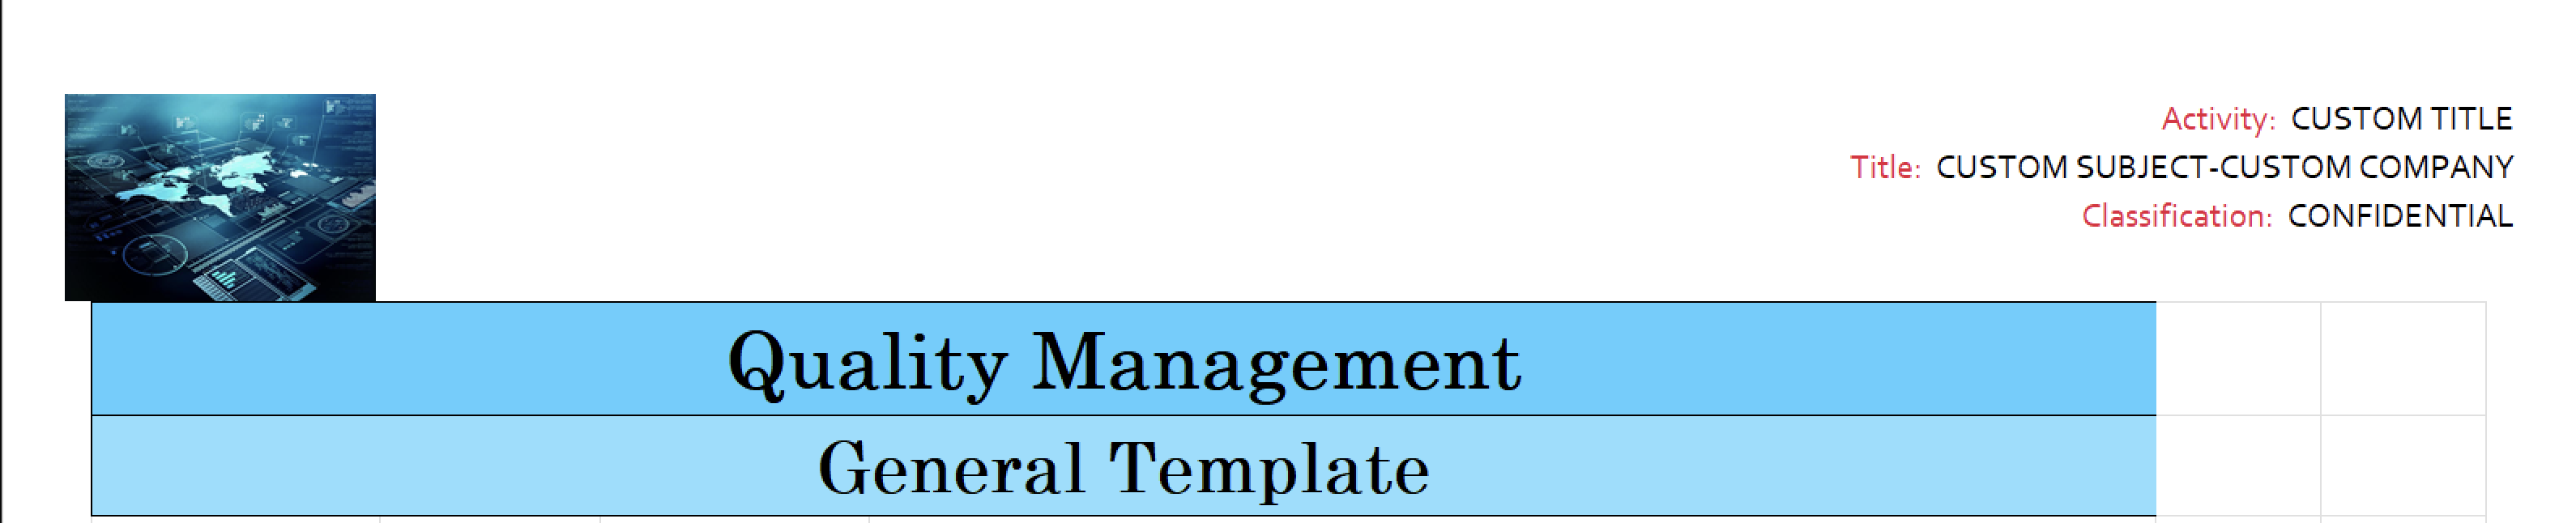 Activity: CUSTOM TITLE
Title: CUSTOM SUBJECT-CUSTOM COMPANY
Classification: CONFIDENTIAL
Quality Management
General Template